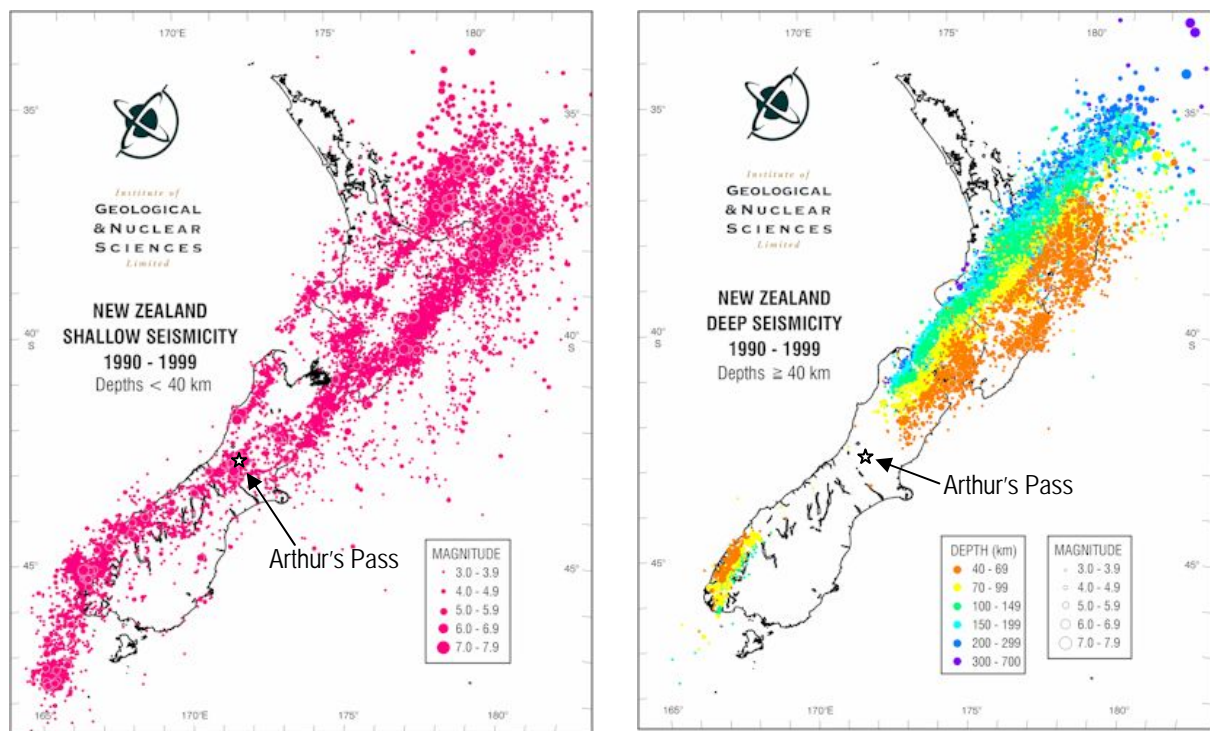 170°E
175°
180°
35°
35°
Institute of
GEOLOGICAL
& NUCLEAR
SCIENCES
Limited
NEW ZEALAND
SHALLOW SEISMICITY
1990 - 1999
Depths < 40 km
40°
S
40°
S
Arthur's Pass
45°
45°
MAGNITUDE
3.0 - 3.9
4.0 - 4.9
5.0 - 5.9
6.0 - 6.9
7.0 - 7.9
165°
170°E
175°
180°
170°E
175°
180°
35°
35°
Institute of
GEOLOGICAL
& NUCLEAR
SCIENCES
Limited
NEW ZEALAND
DEEP SEISMICITY
1990 - 1999
Depths ≧ 40 km
40°
S
40°
S
Arthur's Pass
45°
45°
DEPTH (km)
40 - 69
70 - 99
100 - 149
150 - 199
200 - 299
300 - 700
MAGNITUDE
3.0 - 3.9
4.0 - 4.9
5.0 - 5.9
6.0 - 6.9
7.0 - 7.9
165°
170°E
175°
180°